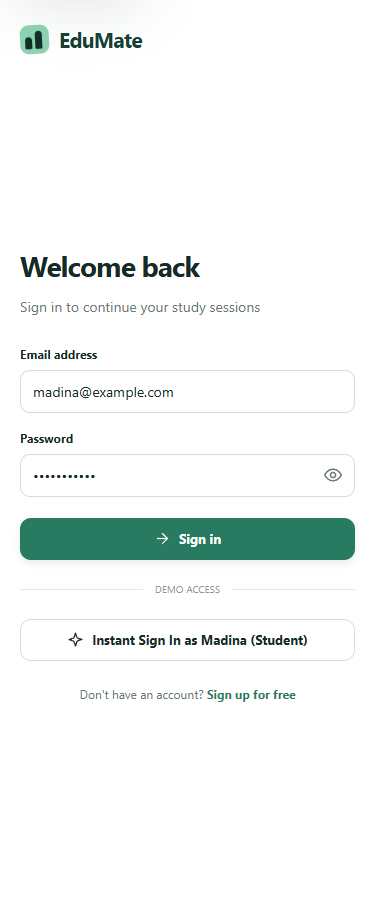 EduMate
Welcome back
Sign in to continue your study sessions
Email address
madina@example.com
Password
•••••••••••
Sign in
DEMO ACCESS
Instant Sign In as Madina (Student)
Don't have an account? Sign up for free